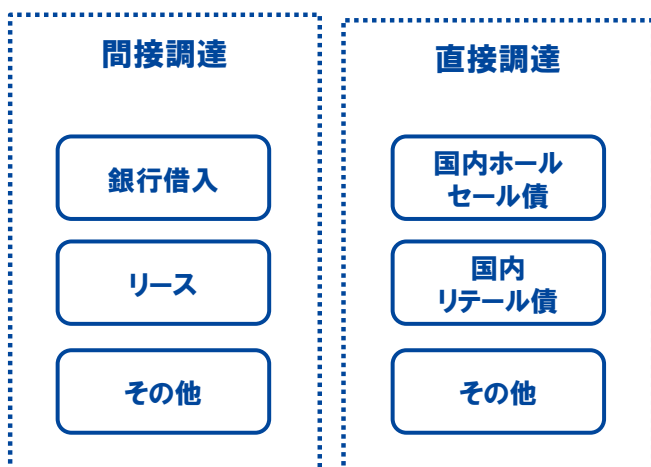 間接調達
銀行借入
リース
その他
直接調達
国内ホール
セール債
国内
リテール債
その他